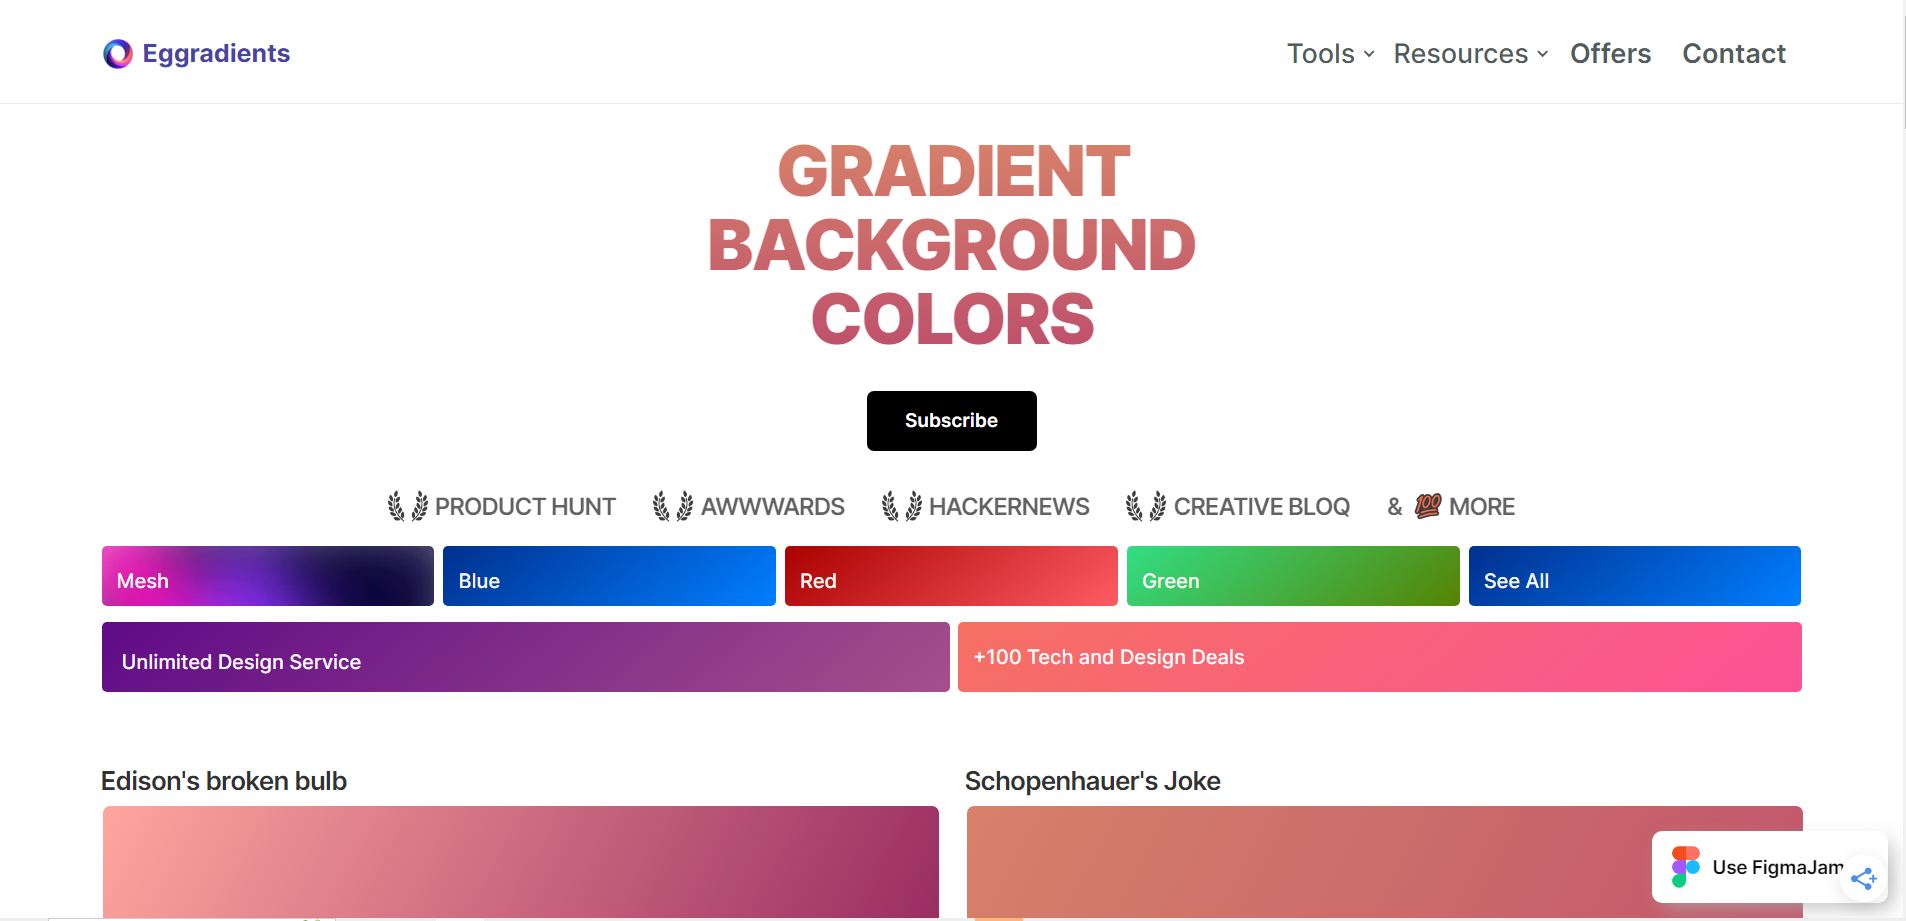 Eggradients
Tools Resources Offers Contact
GRADIENT
BACKGROUND
COLORS
Subscribe
PRODUCT HUNT AWWWARDS HACKERNEWS CREATIVE BLOQ & 💯 MORE
Mesh Blue Red Green See All
Unlimited Design Service +100 Tech and Design Deals
Edison's broken bulb Schopenhauer's Joke
Use FigmaJam